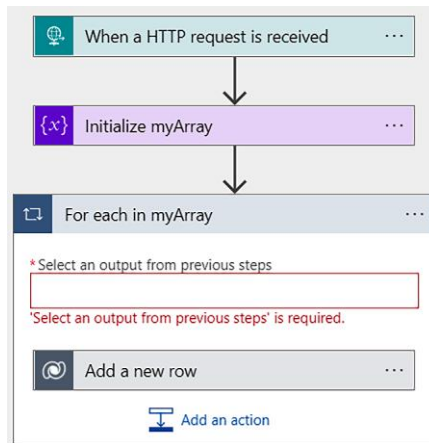 When a HTTP request is received
{x} Initialize myArray
For each in myArray
* Select an output from previous steps
'Select an output from previous steps' is required.
Add a new row
Add an action